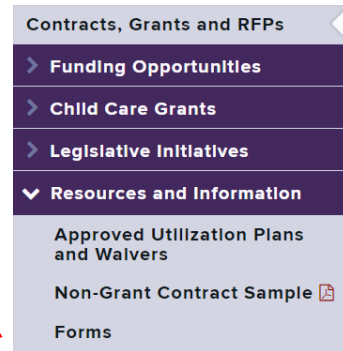 Contracts, Grants and RFPs
Funding Opportunities
Child Care Grants
Legislative Initiatives
Resources and Information
Approved Utilization Plans
and Waivers
Non-Grant Contract Sample
Forms